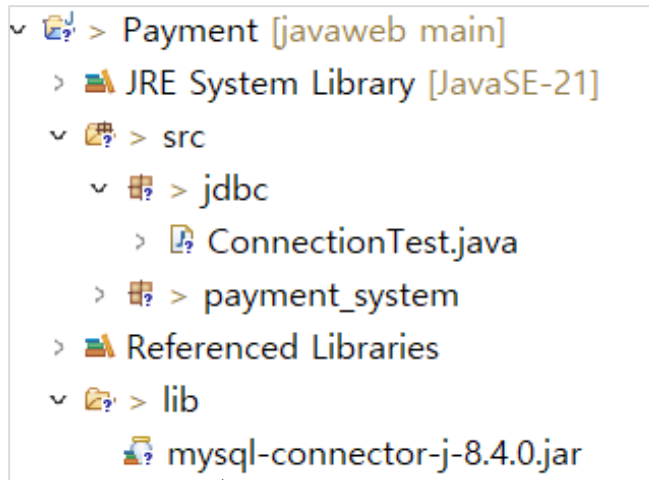 > Payment [javaweb main]
JRE System Library [JavaSE-21]
> src
> jdbc
ConnectionTest.java
> payment_system
Referenced Libraries
> lib
mysql-connector-j-8.4.0.jar